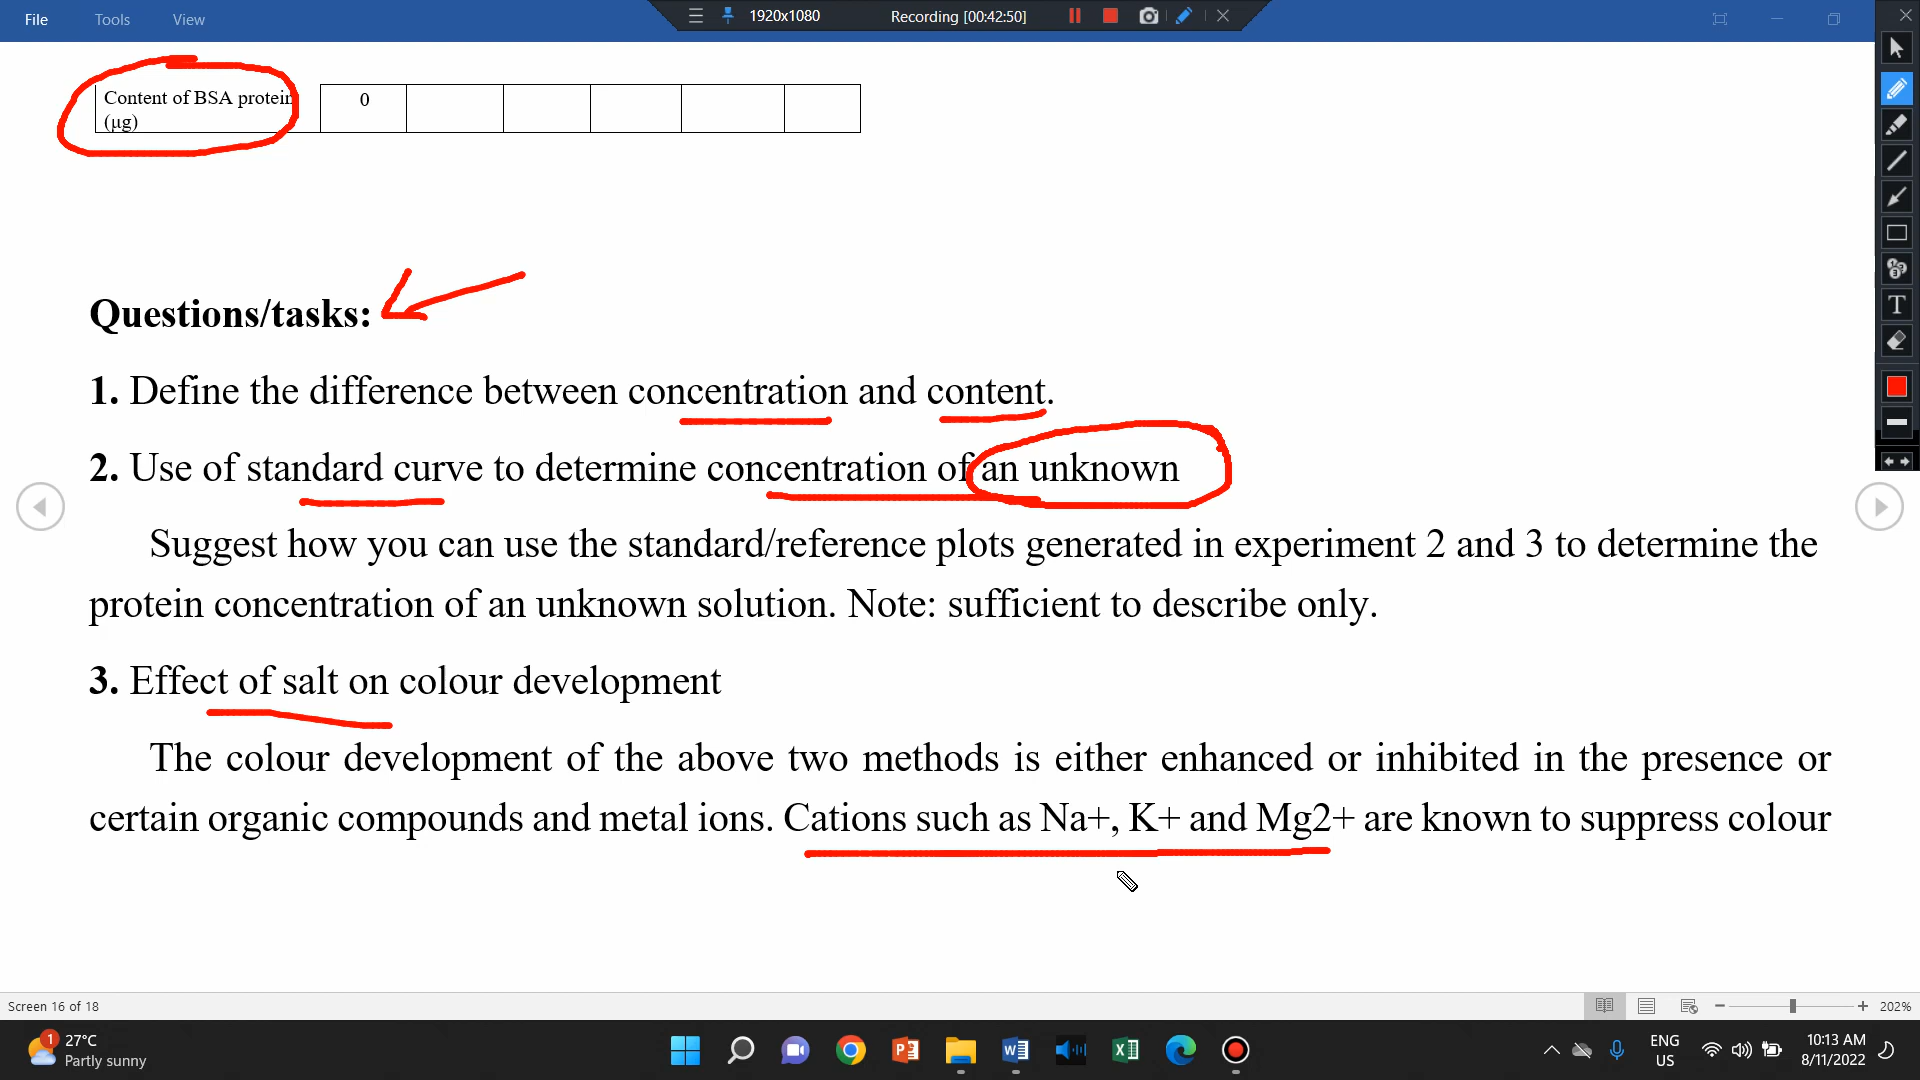 File Tools View
1920x1080 Recording [00:42:50]
Content of BSA protein 0
(µg)
Questions/tasks:
1. Define the difference between concentration and content.
2. Use of standard curve to determine concentration of an unknown
Suggest how you can use the standard/reference plots generated in experiment 2 and 3 to determine the
protein concentration of an unknown solution. Note: sufficient to describe only.
3. Effect of salt on colour development
The colour development of the above two methods is either enhanced or inhibited in the presence or
certain organic compounds and metal ions. Cations such as Na+, K+ and Mg2+ are known to suppress colour
Screen 16 of 18
202%
1
27°C
Partly sunny
ENG
US
10:13 AM
8/11/2022